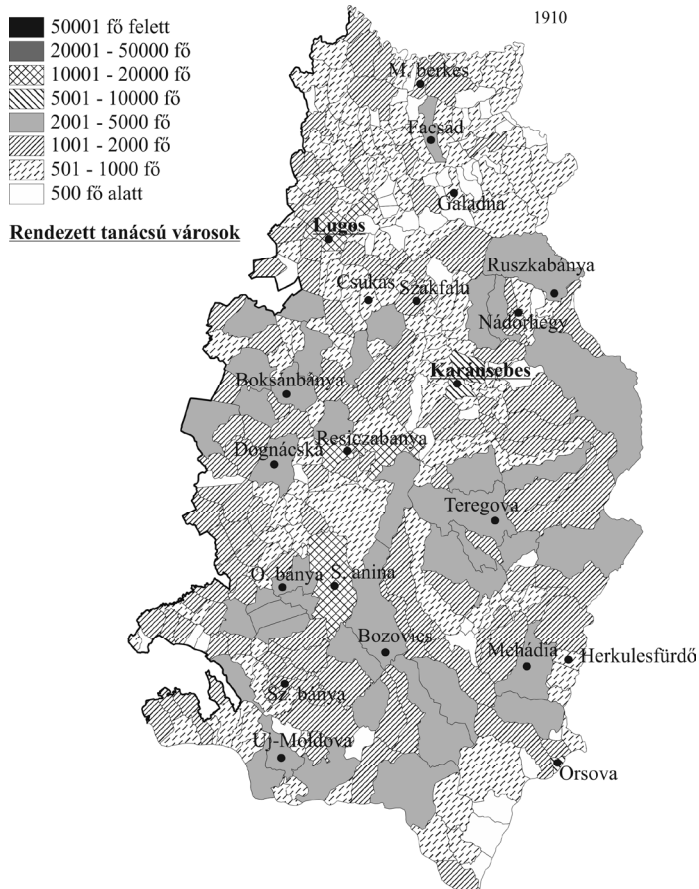 50001 fő felett
20001 - 50000 fő
10001 - 20000 fő
5001 - 10000 fő
2001 - 5000 fő
1001 - 2000 fő
501 - 1000 fő
500 fő alatt
Rendezett tanácsú városok
1910
M. berkes
Facsád
Galadna
Lugos
Ruszkabánya
Csukás
Szakfalu
Nádorhegy
Karánsebes
Boksánbánya
Resiczabánya
Dognácska
Teregova
O. bánya
S. anina
Bozovics
Mehádia
Herkulesfürdő
Sz. bánya
Uj-Moldova
Orsova